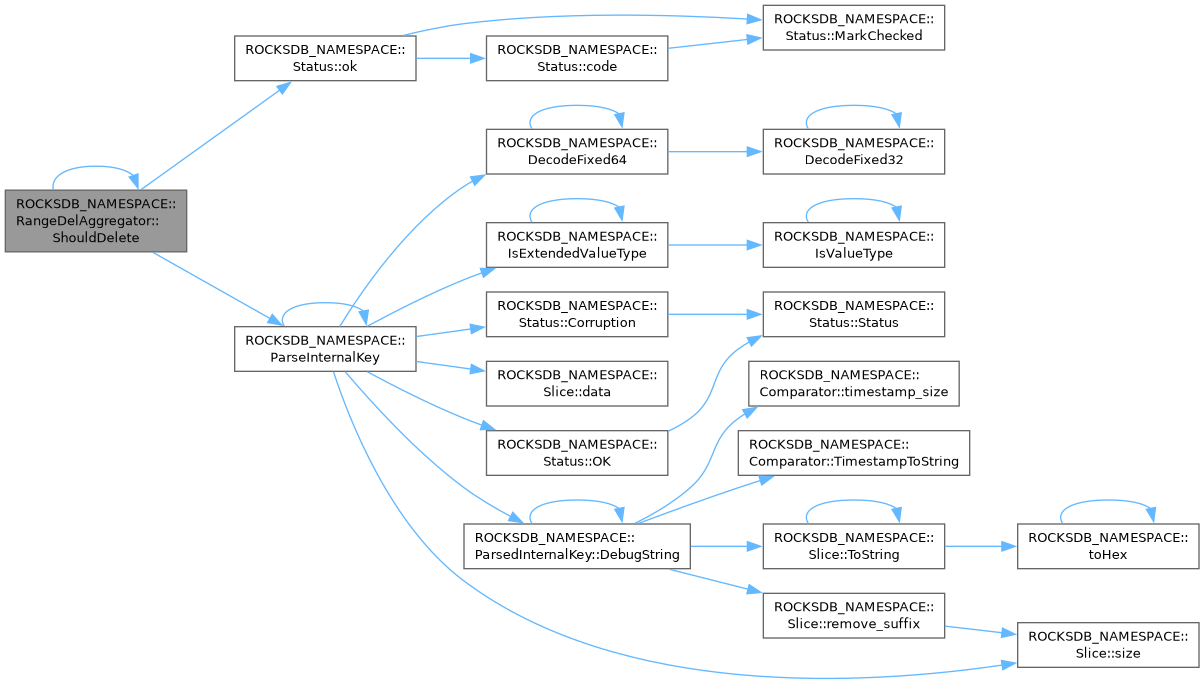 ROCKSDB_NAMESPACE::
RangeDelAggregator::
ShouldDelete
ROCKSDB_NAMESPACE::
Status::ok
ROCKSDB_NAMESPACE::
ParseInternalKey
ROCKSDB_NAMESPACE::
Status::code
ROCKSDB_NAMESPACE::
DecodeFixed64
ROCKSDB_NAMESPACE::
IsExtendedValueType
ROCKSDB_NAMESPACE::
Status::Corruption
ROCKSDB_NAMESPACE::
Slice::data
ROCKSDB_NAMESPACE::
Status::OK
ROCKSDB_NAMESPACE::
ParsedInternalKey::DebugString
ROCKSDB_NAMESPACE::
Status::MarkChecked
ROCKSDB_NAMESPACE::
DecodeFixed32
ROCKSDB_NAMESPACE::
IsValueType
ROCKSDB_NAMESPACE::
Status::Status
ROCKSDB_NAMESPACE::
Comparator::timestamp_size
ROCKSDB_NAMESPACE::
Comparator::TimestampToString
ROCKSDB_NAMESPACE::
Slice::ToString
ROCKSDB_NAMESPACE::
Slice::remove_suffix
ROCKSDB_NAMESPACE::
toHex
ROCKSDB_NAMESPACE::
Slice::size